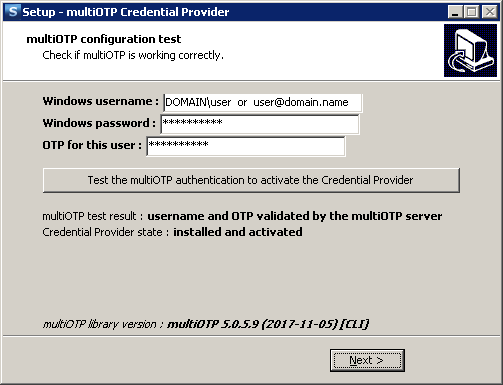 Setup - multiOTP Credential Provider
multiOTP configuration test
Check if multiOTP is working correctly.
Windows username : DOMAIN\user or user@domain.name
Windows password : **********
OTP for this user : **********
Test the multiOTP authentication to activate the Credential Provider
multiOTP test result : username and OTP validated by the multiOTP server
Credential Provider state : installed and activated
multiOTP library version : multiOTP 5.0.5.9 (2017-11-05) [CLI]
Next >